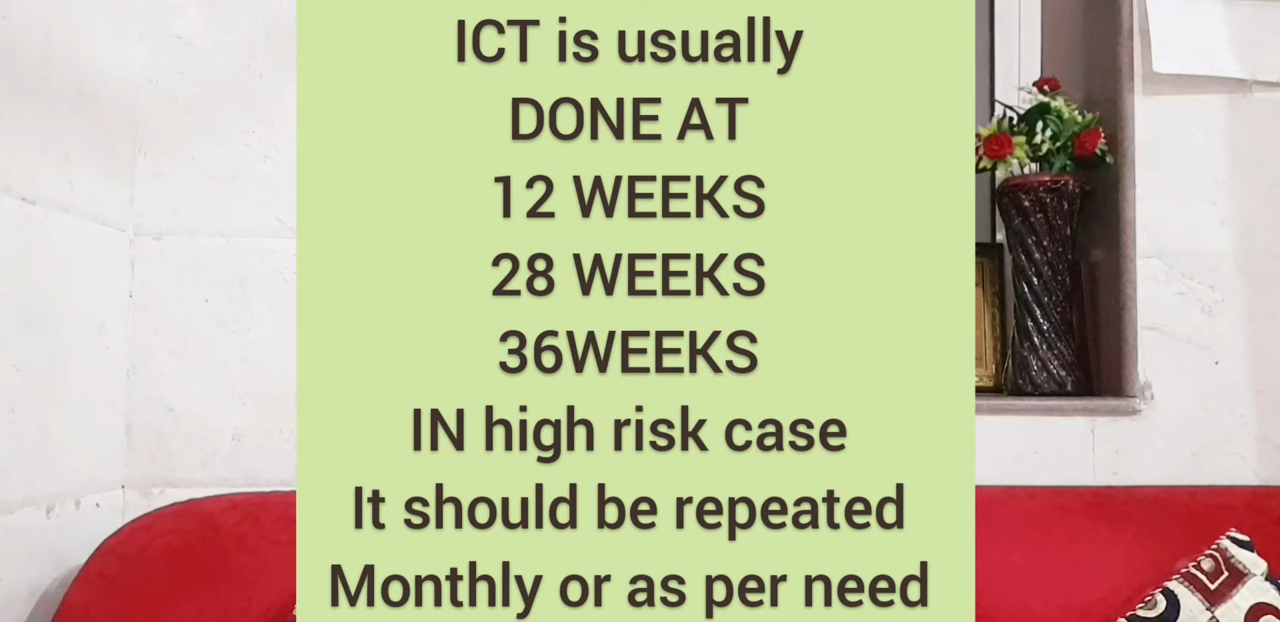 ICT is usually
DONE AT
12 WEEKS
28 WEEKS
36WEEKS
IN high risk case
It should be repeated
Monthly or as per need